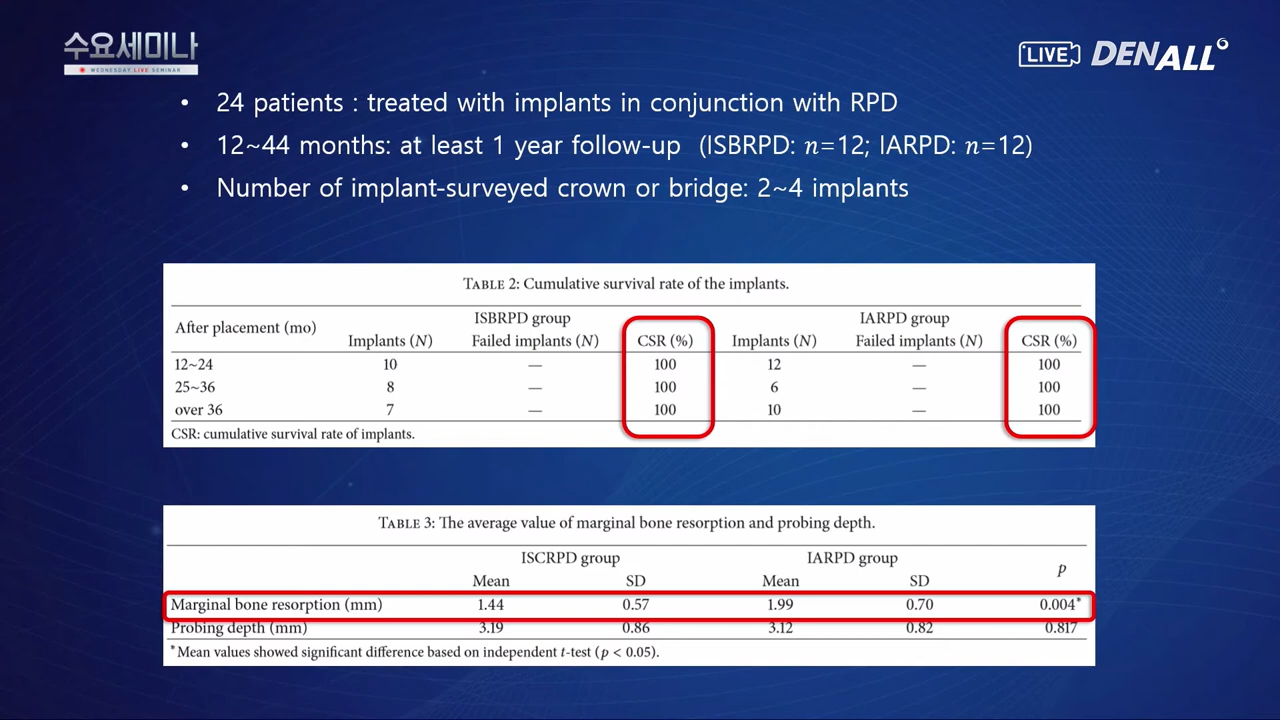 수요세미나
WEDNESDAY LIVE SEMINAR
LIVE DENALL
• 24 patients : treated with implants in conjunction with RPD
• 12~44 months: at least 1 year follow-up (ISBRPD: n=12; IARPD: n=12)
• Number of implant-surveyed crown or bridge: 2~4 implants
TABLE 2: Cumulative survival rate of the implants.
After placement (mo) ISBRPD group IARPD group
Implants (N) Failed implants (N) CSR (%) Implants (N) Failed implants (N) CSR (%)
12~24 10 — 100 12 — 100
25~36 8 — 100 6 — 100
over 36 7 — 100 10 — 100
CSR: cumulative survival rate of implants.
TABLE 3: The average value of marginal bone resorption and probing depth.
ISCRPD group IARPD group p
Mean SD Mean SD
Marginal bone resorption (mm) 1.44 0.57 1.99 0.70 0.004*
Probing depth (mm) 3.19 0.86 3.12 0.82 0.817
*Mean values showed significant difference based on independent t-test (p < 0.05).